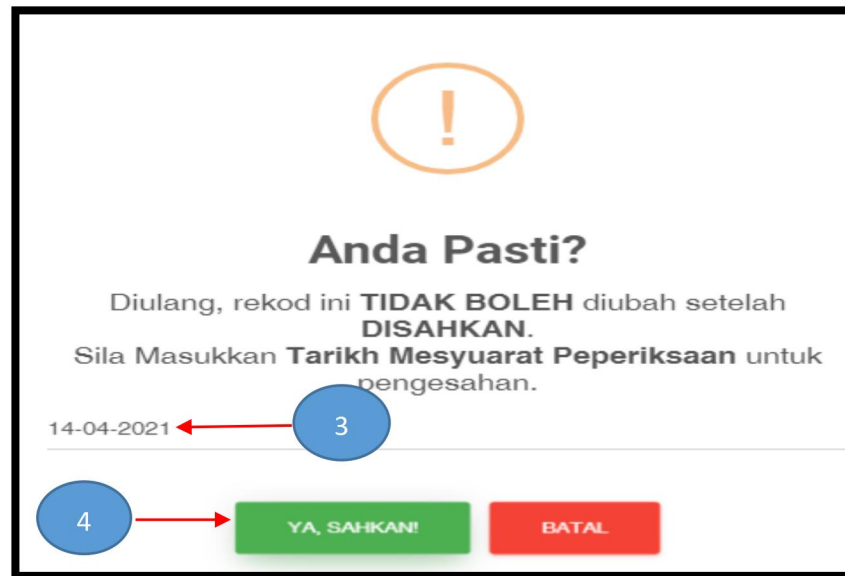 !
Anda Pasti?
Diulang, rekod ini TIDAK BOLEH diubah setelah
DISAHKAN.
Sila Masukkan Tarikh Mesyuarat Peperiksaan untuk
pengesahan.
14-04-2021
3
4
YA, SAHKAN!
BATAL